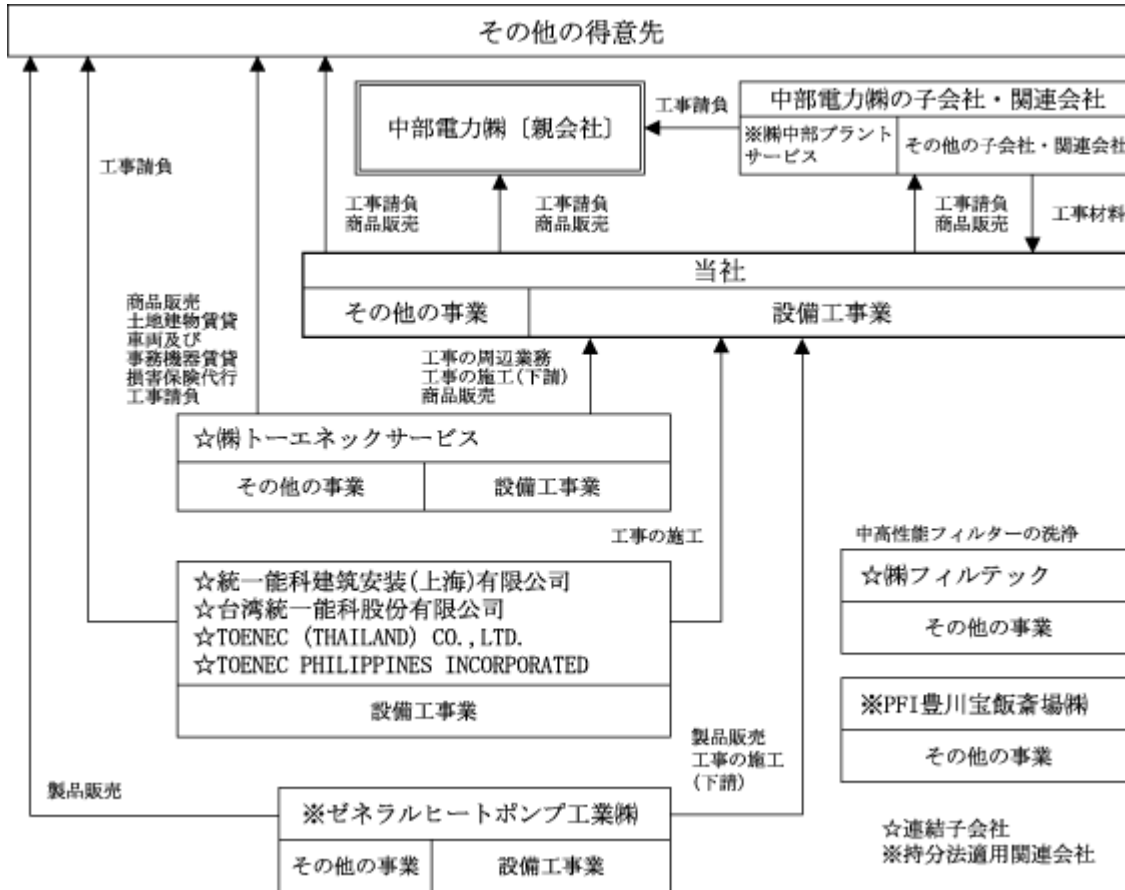 その他の得意先
中部電力㈱〔親会社〕
工事請負
中部電力㈱の子会社・関連会社
※㈱中部プラント
サービス
その他の子会社・関連会社
工事請負
工事請負
商品販売
工事請負
商品販売
工事請負
商品販売
工事材料
当社
その他の事業
設備工事業
商品販売
土地建物賃貸
車両及び
事務機器賃貸
損害保険代行
工事請負
工事の周辺業務
工事の施工(下請)
商品販売
☆㈱トーエネックサービス
その他の事業
設備工事業
工事の施工
☆統一能科建筑安装(上海)有限公司
☆台湾統一能科股份有限公司
☆TOENEC (THAILAND) CO.,LTD.
☆TOENEC PHILIPPINES INCORPORATED
設備工事業
中高性能フィルターの洗浄
☆㈱フィルテック
その他の事業
※PFI豊川宝飯斎場㈱
その他の事業
製品販売
製品販売
工事の施工
(下請)
※ゼネラルヒートポンプ工業㈱
その他の事業
設備工事業
☆連結子会社
※持分法適用関連会社